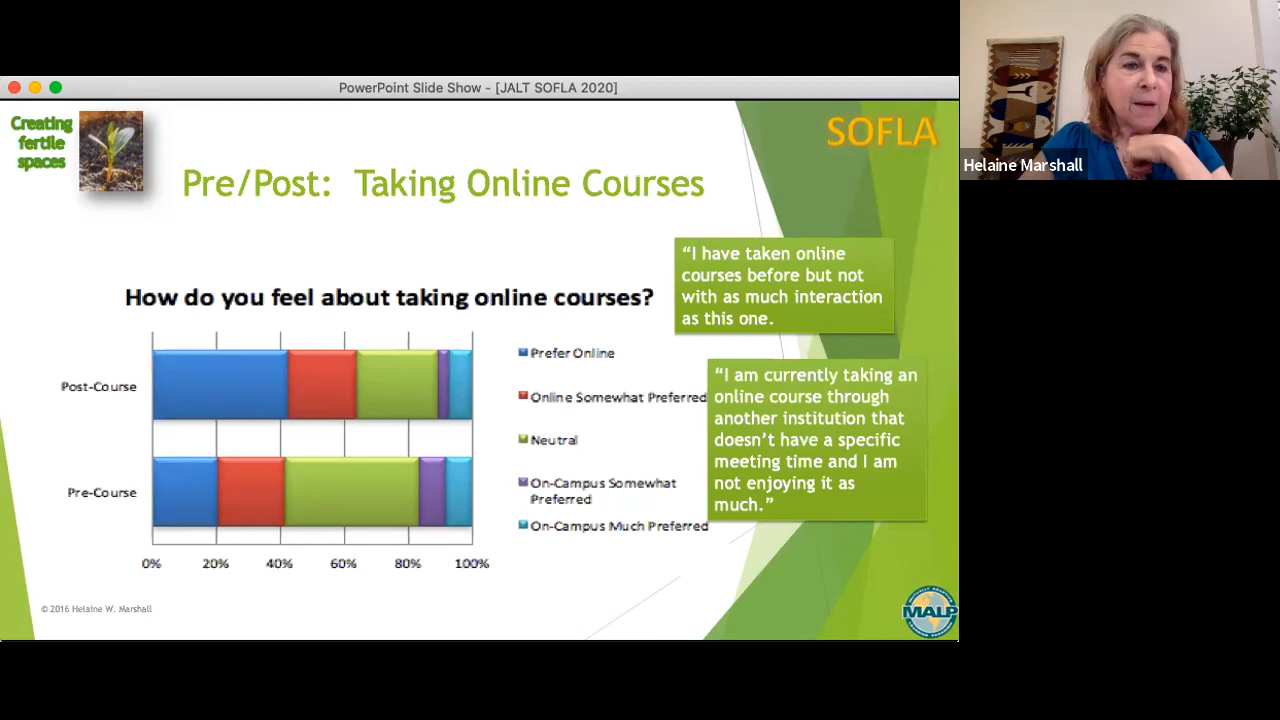 PowerPoint Slide Show - [JALT SOFLA 2020]
Creating
fertile
spaces
SOFLA
Pre/Post: Taking Online Courses
Helaine Marshall
“I have taken online
courses before but not
with as much interaction
as this one.
How do you feel about taking online courses?
Post-Course
Pre-Course
0%
20%
40%
60%
80%
100%
Prefer Online
Online Somewhat Preferred
Neutral
On-Campus Somewhat
Preferred
On-Campus Much Preferred
“I am currently taking an
online course through
another institution that
doesn’t have a specific
meeting time and I am
not enjoying it as
much.”
© 2016 Helaine W. Marshall
MALP